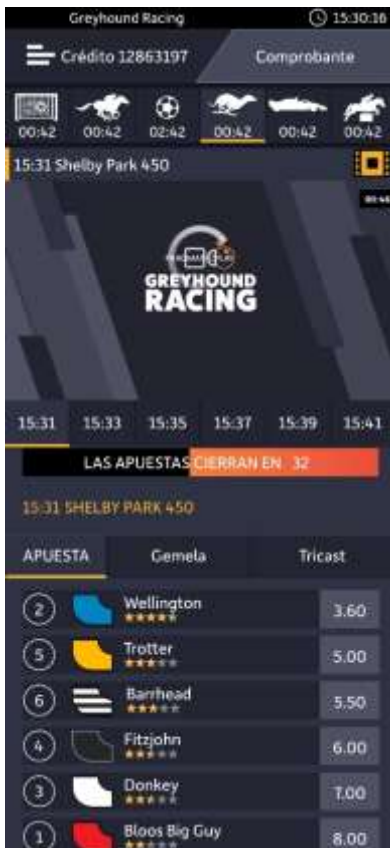 Greyhound Racing 15:30:16
Crédito 12863197 Comprobante
00:42 00:42 02:42 00:42 00:42 00:42
15:31 Shelby Park 450
GREYHOUND
RACING
15:31 15:33 15:35 15:37 15:39 15:41
LAS APUESTAS CIERRAN EN 32
15:31 SHELBY PARK 450
APUESTA Gemela Tricast
2 Wellington 3.60
5 Trotter 5.00
6 Barrhead 5.50
4 Fitzjohn 6.00
3 Donkey 7.00
1 Bloos Big Guy 8.00